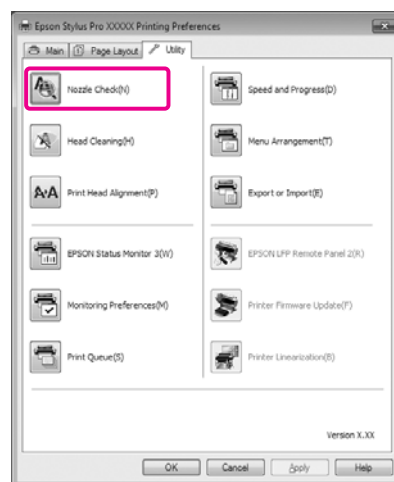 Epson Stylus Pro XXXXX Printing Preferences
Main Page Layout Utility
Nozzle Check(N)
Speed and Progress(D)
Head Cleaning(H)
Menu Arrangement(T)
Print Head Alignment(P)
Export or Import(E)
EPSON Status Monitor 3(W)
EPSON LFP Remote Panel 2(R)
Monitoring Preferences(M)
Printer Firmware Update(F)
Print Queue(S)
Printer Linearization(B)
Version X.XX
OK Cancel Apply Help